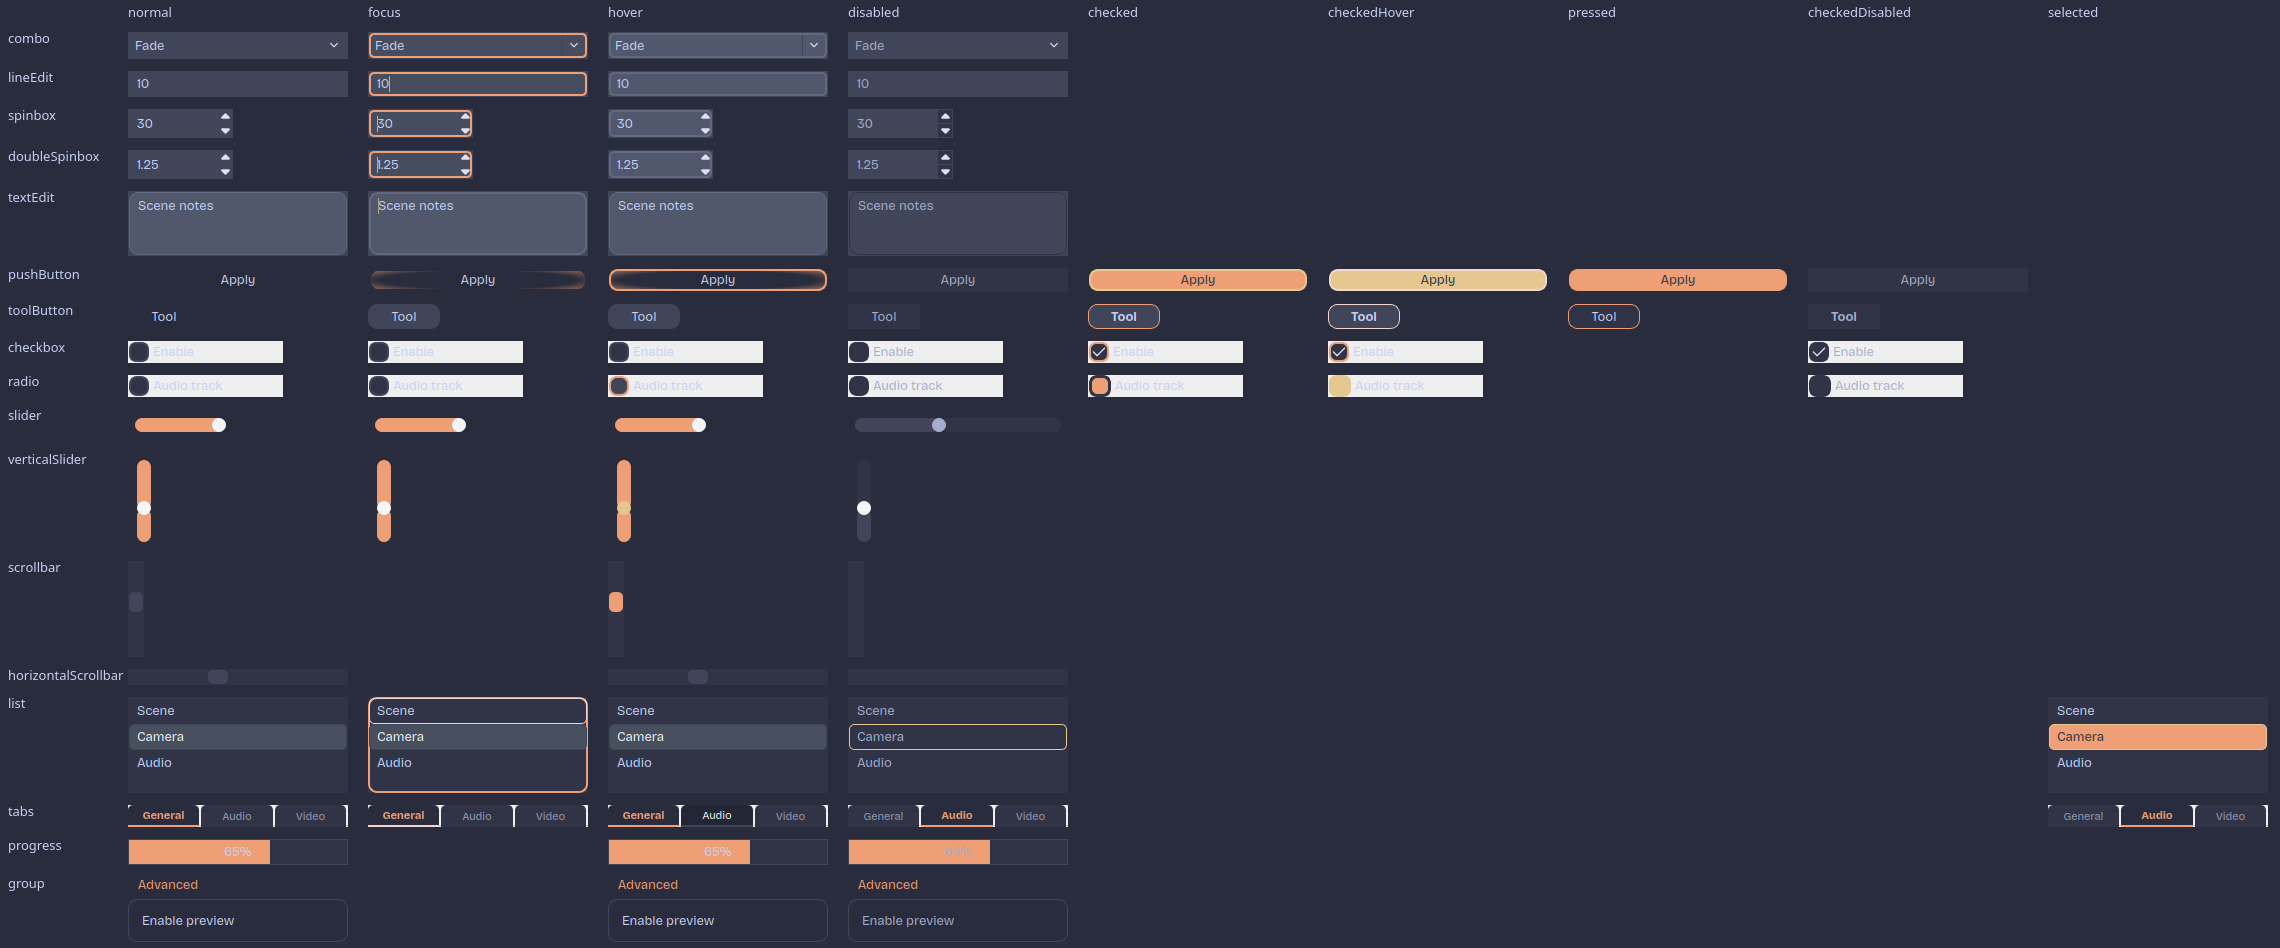 normal focus hover disabled checked checkedHover pressed checkedDisabled selected
combo Fade Fade Fade Fade
lineEdit 10 10 10 10
spinbox 30 30 30 30
doubleSpinbox 1.25 1.25 1.25 1.25
textEdit Scene notes Scene notes Scene notes Scene notes
pushButton Apply Apply Apply Apply Apply Apply Apply Apply
toolButton Tool Tool Tool Tool Tool Tool Tool Tool
checkbox Enable Enable Enable Enable Enable Enable Enable
radio Audio track Audio track Audio track Audio track Audio track Audio track Audio track
slider
verticalSlider
scrollbar
horizontalScrollbar
list Scene Scene Scene Scene Scene
Camera Camera Camera Camera Camera
Audio Audio Audio Audio Audio
tabs General Audio Video General Audio Video General Audio Video General Audio Video General Audio Video
progress 65% 65% 65%
group Advanced Advanced Advanced
Enable preview Enable preview Enable preview